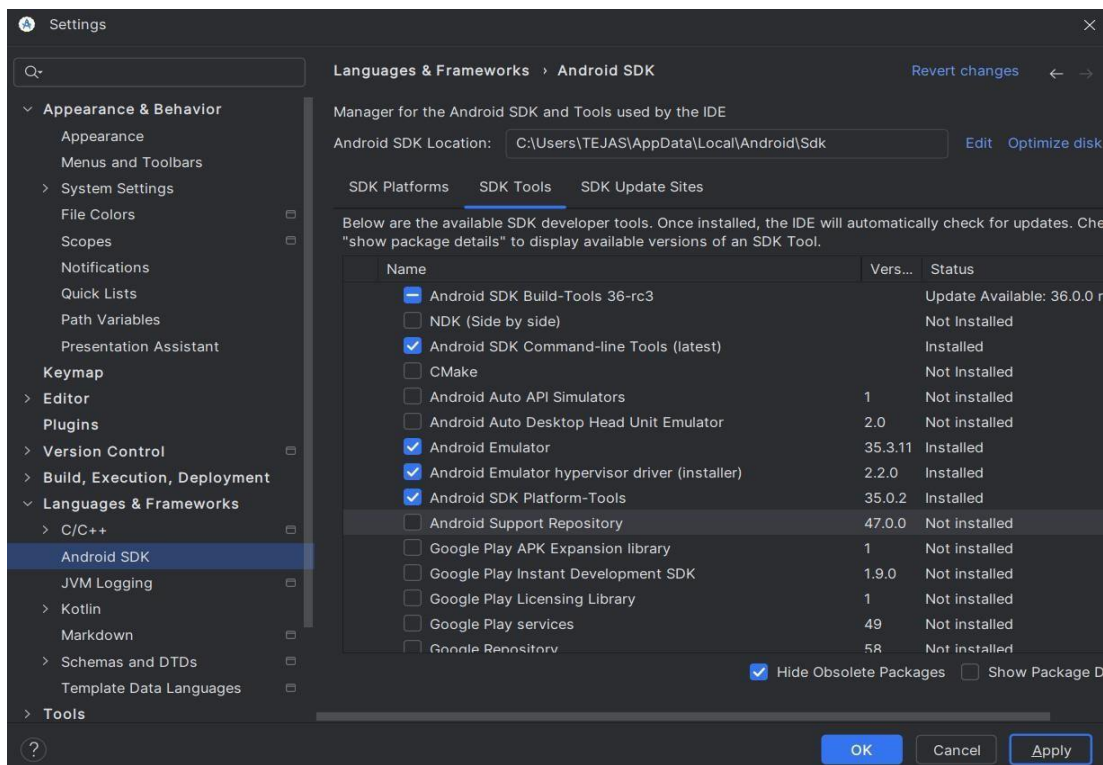 Settings
Languages & Frameworks › Android SDK
Revert changes
Appearance & Behavior
Appearance
Menus and Toolbars
System Settings
File Colors
Scopes
Notifications
Quick Lists
Path Variables
Presentation Assistant
Keymap
Editor
Plugins
Version Control
Build, Execution, Deployment
Languages & Frameworks
C/C++
Android SDK
JVM Logging
Kotlin
Markdown
Schemas and DTDs
Template Data Languages
Tools
Manager for the Android SDK and Tools used by the IDE
Android SDK Location: C:\Users\TEJAS\AppData\Local\Android\Sdk Edit Optimize disk
SDK Platforms SDK Tools SDK Update Sites
Below are the available SDK developer tools. Once installed, the IDE will automatically check for updates. Che
"show package details" to display available versions of an SDK Tool.
Name Vers... Status
Android SDK Build-Tools 36-rc3 Update Available: 36.0.0 r
NDK (Side by side) Not Installed
Android SDK Command-line Tools (latest) Installed
CMake Not Installed
Android Auto API Simulators 1 Not installed
Android Auto Desktop Head Unit Emulator 2.0 Not installed
Android Emulator 35.3.11 Installed
Android Emulator hypervisor driver (installer) 2.2.0 Installed
Android SDK Platform-Tools 35.0.2 Installed
Android Support Repository 47.0.0 Not installed
Google Play APK Expansion library 1 Not installed
Google Play Instant Development SDK 1.9.0 Not installed
Google Play Licensing Library 1 Not installed
Google Play services 49 Not installed
Google Repository 58 Not installed
Hide Obsolete Packages Show Package D
? OK Cancel Apply